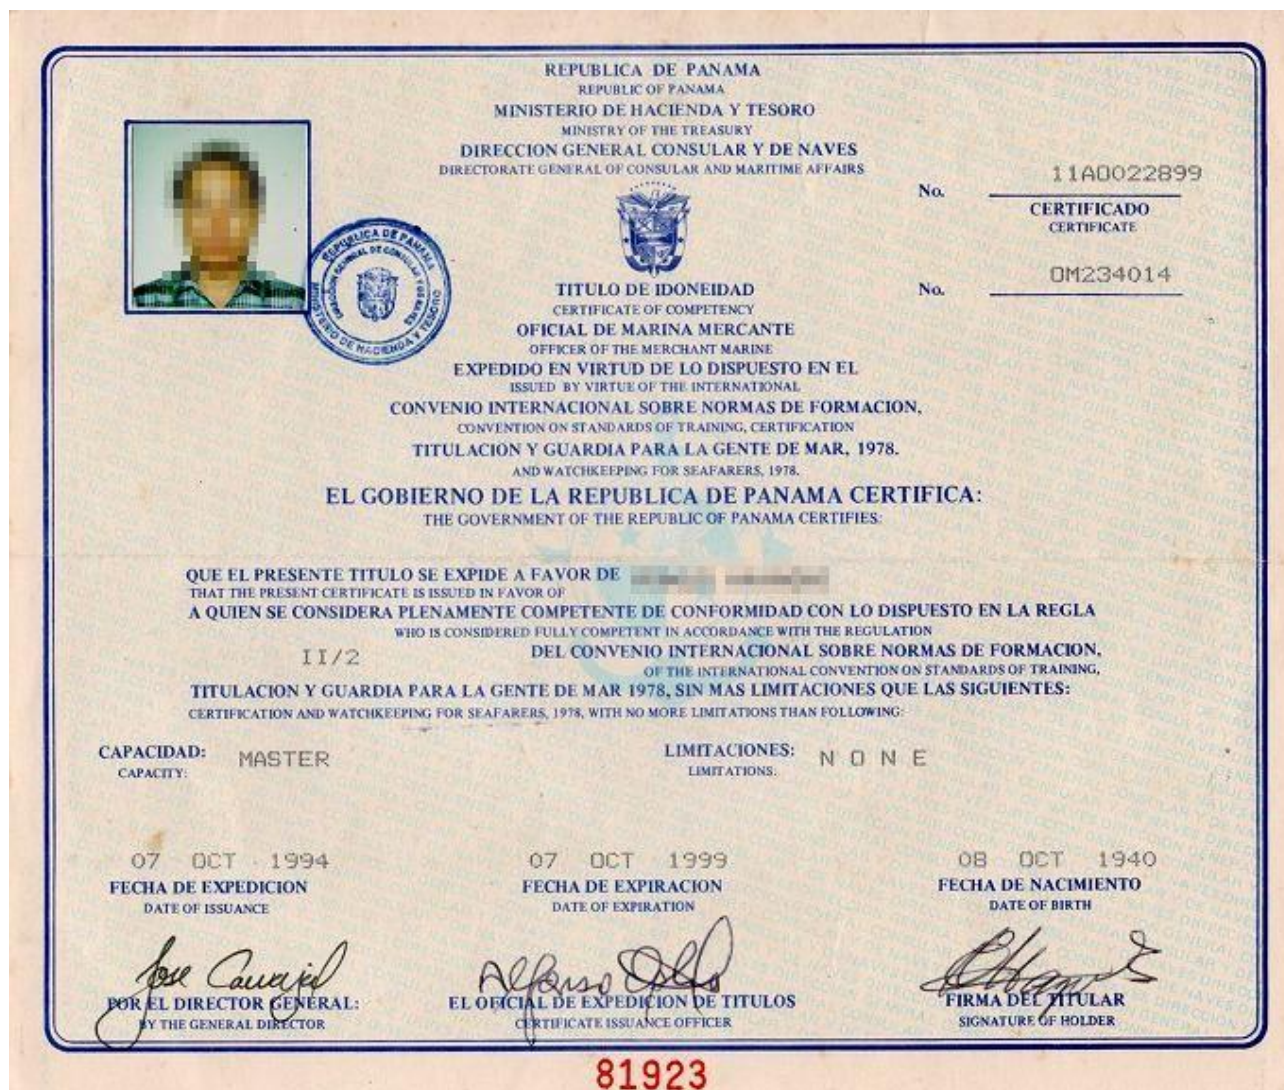 REPUBLICA DE PANAMA
REPUBLIC OF PANAMA
MINISTERIO DE HACIENDA Y TESORO
MINISTRY OF THE TREASURY
DIRECCION GENERAL CONSULAR Y DE NAVES
DIRECTORATE GENERAL OF CONSULAR AND MARITIME AFFAIRS
No. 11A0022899
CERTIFICADO
CERTIFICATE
No. OM234014
REPUBLICA DE PANAMA
MINISTERIO DE HACIENDA Y TESORO
TITULO DE IDONEIDAD
CERTIFICATE OF COMPETENCY
OFICIAL DE MARINA MERCANTE
OFFICER OF THE MERCHANT MARINE
EXPEDIDO EN VIRTUD DE LO DISPUESTO EN EL
ISSUED BY VIRTUE OF THE INTERNATIONAL
CONVENIO INTERNACIONAL SOBRE NORMAS DE FORMACION,
CONVENTION ON STANDARDS OF TRAINING, CERTIFICATION
TITULACION Y GUARDIA PARA LA GENTE DE MAR, 1978.
AND WATCHKEEPING FOR SEAFARERS, 1978.
EL GOBIERNO DE LA REPUBLICA DE PANAMA CERTIFICA:
THE GOVERNMENT OF THE REPUBLIC OF PANAMA CERTIFIES:
QUE EL PRESENTE TITULO SE EXPIDE A FAVOR DE
THAT THE PRESENT CERTIFICATE IS ISSUED IN FAVOR OF
A QUIEN SE CONSIDERA PLENAMENTE COMPETENTE DE CONFORMIDAD CON LO DISPUESTO EN LA REGLA
WHO IS CONSIDERED FULLY COMPETENT IN ACCORDANCE WITH THE REGULATION
II/2 DEL CONVENIO INTERNACIONAL SOBRE NORMAS DE FORMACION,
OF THE INTERNATIONAL CONVENTION ON STANDARDS OF TRAINING,
TITULACION Y GUARDIA PARA LA GENTE DE MAR 1978, SIN MAS LIMITACIONES QUE LAS SIGUIENTES:
CERTIFICATION AND WATCHKEEPING FOR SEAFARERS, 1978, WITH NO MORE LIMITATIONS THAN FOLLOWING:
CAPACIDAD: MASTER LIMITACIONES: N O N E
CAPACITY: LIMITATIONS:
07 OCT 1994 07 OCT 1999 08 OCT 1940
FECHA DE EXPEDICION FECHA DE EXPIRACION FECHA DE NACIMIENTO
DATE OF ISSUANCE DATE OF EXPIRATION DATE OF BIRTH
POR EL DIRECTOR GENERAL: EL OFICIAL DE EXPEDICION DE TITULOS FIRMA DEL TITULAR
BY THE GENERAL DIRECTOR CERTIFICATE ISSUANCE OFFICER SIGNATURE OF HOLDER
81923